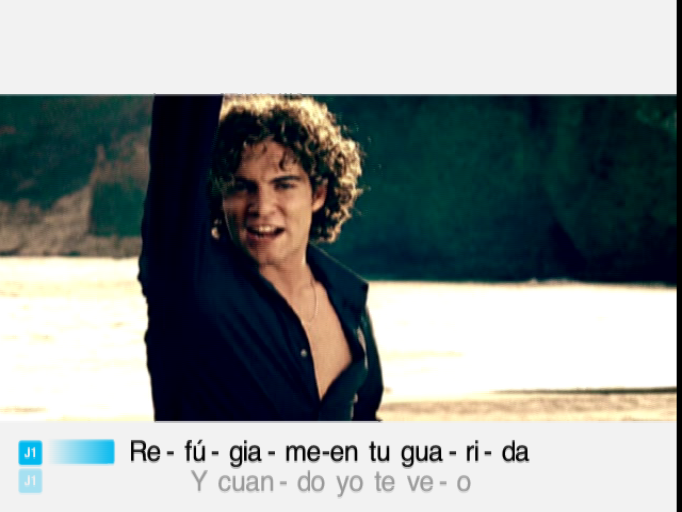 J1 Re - fú - gia - me-en tu gua - ri - da
J1 Y cuan - do yo te ve - o